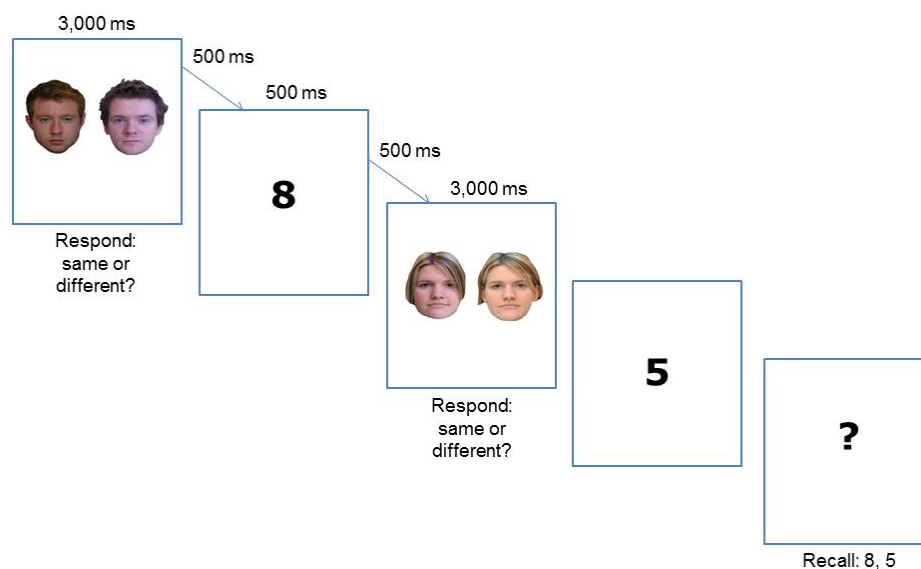 3,000 ms
500 ms
500 ms
8
Respond:
same or
different?
500 ms
3,000 ms
Respond:
same or
different?
5
?
Recall: 8, 5